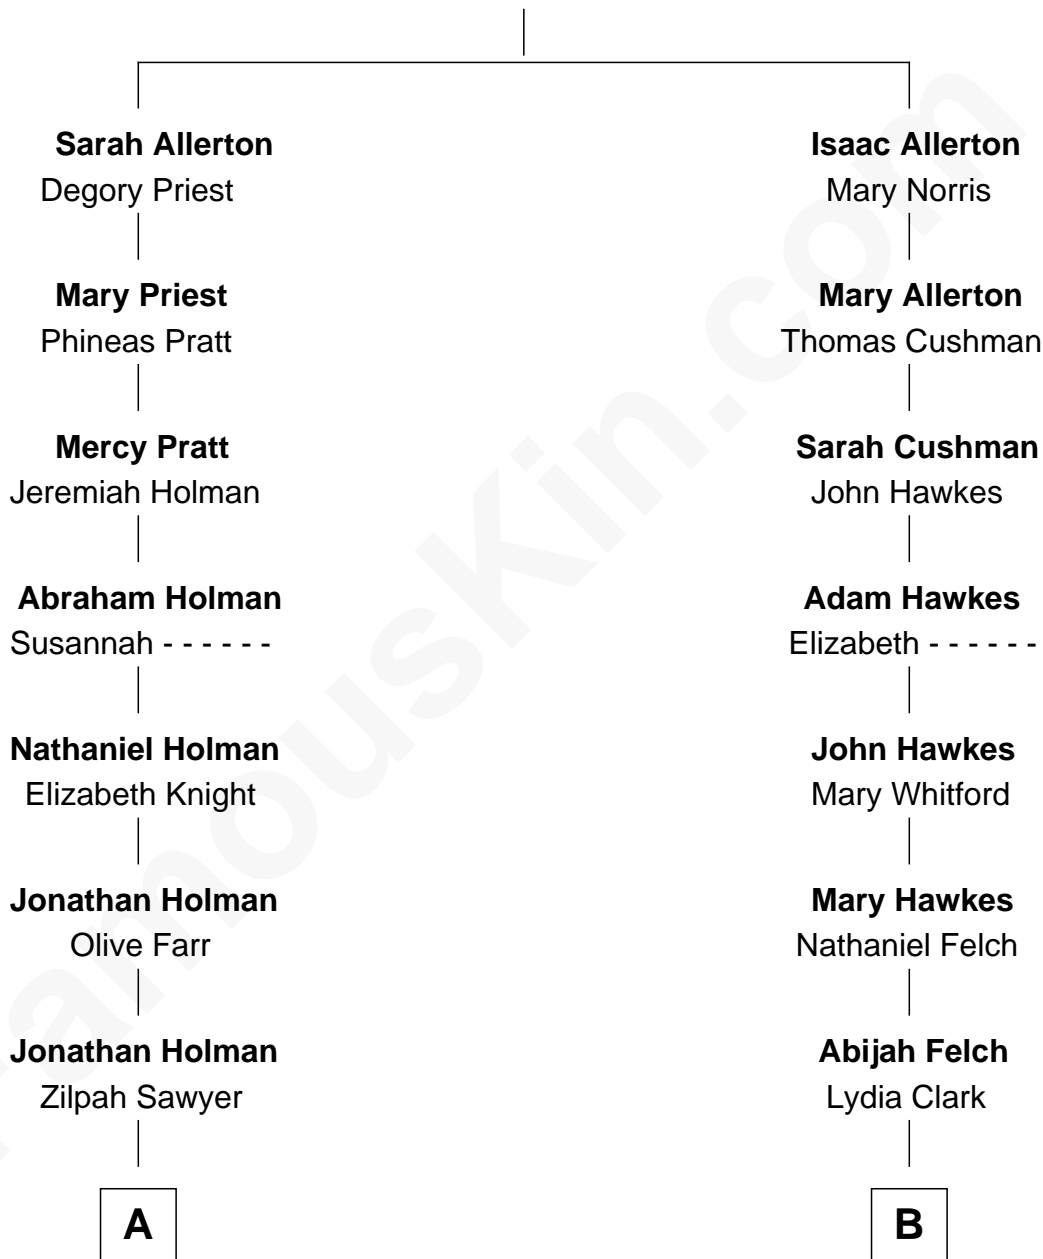 Sarah Allerton
Degory Priest
Mary Priest
Phineas Pratt
Mercy Pratt
Jeremiah Holman
Abraham Holman
Susannah - - - - - -
Nathaniel Holman
Elizabeth Knight
Jonathan Holman
Olive Farr
Jonathan Holman
Zilpah Sawyer
A
Isaac Allerton
Mary Norris
Mary Allerton
Thomas Cushman
Sarah Cushman
John Hawkes
Adam Hawkes
Elizabeth - - - - - -
John Hawkes
Mary Whitford
Mary Hawkes
Nathaniel Felch
Abijah Felch
Lydia Clark
B
FamousKin.com